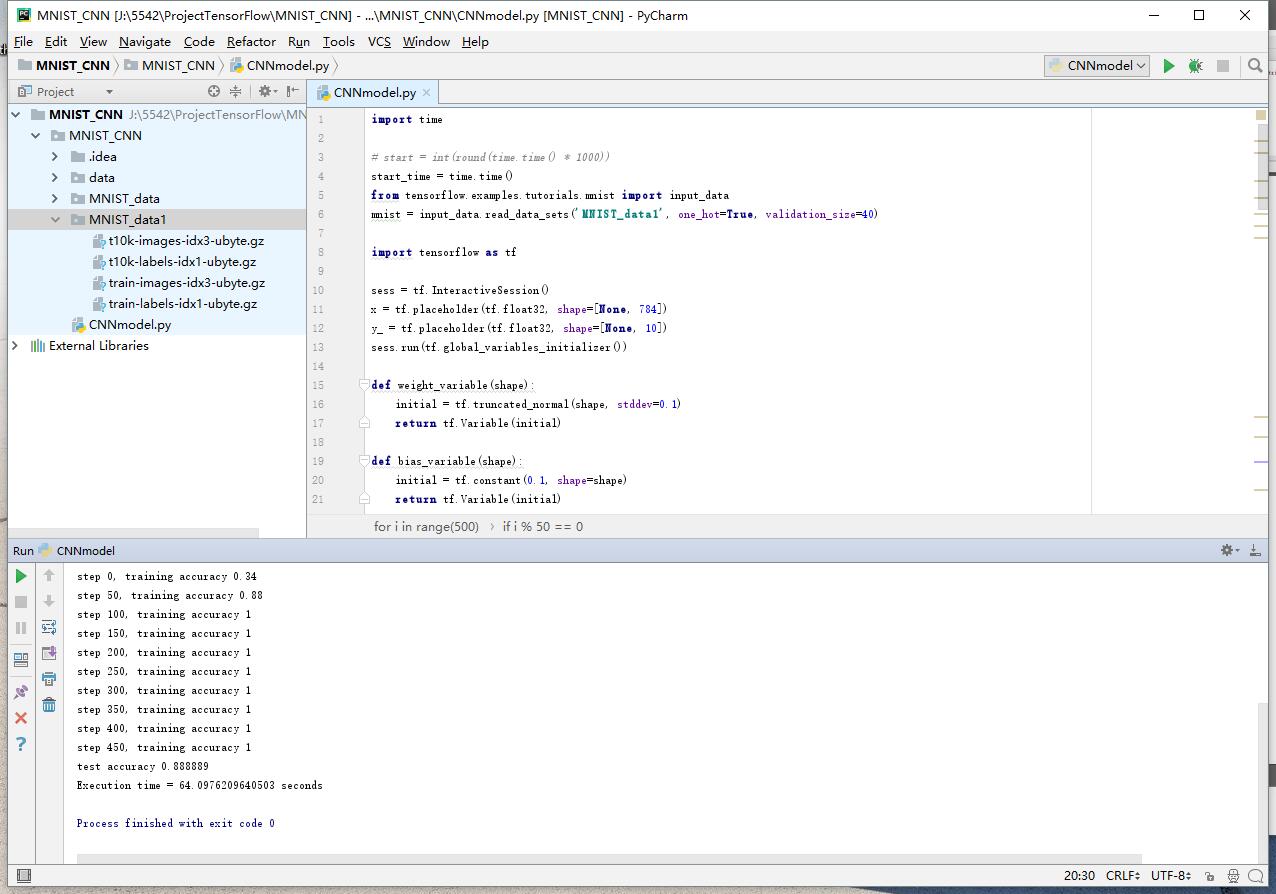 MNIST_CNN [J:\5542\ProjectTensorFlow\MNIST_CNN] - ...\MNIST_CNN\CNNmodel.py [MNIST_CNN] - PyCharm
File Edit View Navigate Code Refactor Run Tools VCS Window Help
MNIST_CNN MNIST_CNN CNNmodel.py CNNmodel
Project
MNIST_CNN J:\5542\ProjectTensorFlow\MN
MNIST_CNN
.idea
data
MNIST_data
MNIST_data1
t10k-images-idx3-ubyte.gz
t10k-labels-idx1-ubyte.gz
train-images-idx3-ubyte.gz
train-labels-idx1-ubyte.gz
CNNmodel.py
External Libraries
CNNmodel.py
1 import time
2
3 # start = int(round(time.time() * 1000))
4 start_time = time.time()
5 from tensorflow.examples.tutorials.mnist import input_data
6 mnist = input_data.read_data_sets('MNIST_data1', one_hot=True, validation_size=40)
7
8 import tensorflow as tf
9
10 sess = tf.InteractiveSession()
11 x = tf.placeholder(tf.float32, shape=[None, 784])
12 y_ = tf.placeholder(tf.float32, shape=[None, 10])
13 sess.run(tf.global_variables_initializer())
14
15 def weight_variable(shape):
16 initial = tf.truncated_normal(shape, stddev=0.1)
17 return tf.Variable(initial)
18
19 def bias_variable(shape):
20 initial = tf.constant(0.1, shape=shape)
21 return tf.Variable(initial)
for i in range(500) › if i % 50 == 0
Run CNNmodel
step 0, training accuracy 0.34
step 50, training accuracy 0.88
step 100, training accuracy 1
step 150, training accuracy 1
step 200, training accuracy 1
step 250, training accuracy 1
step 300, training accuracy 1
step 350, training accuracy 1
step 400, training accuracy 1
step 450, training accuracy 1
test accuracy 0.888889
Execution time = 64.0976209640503 seconds
Process finished with exit code 0
20:30 CRLF UTF-8